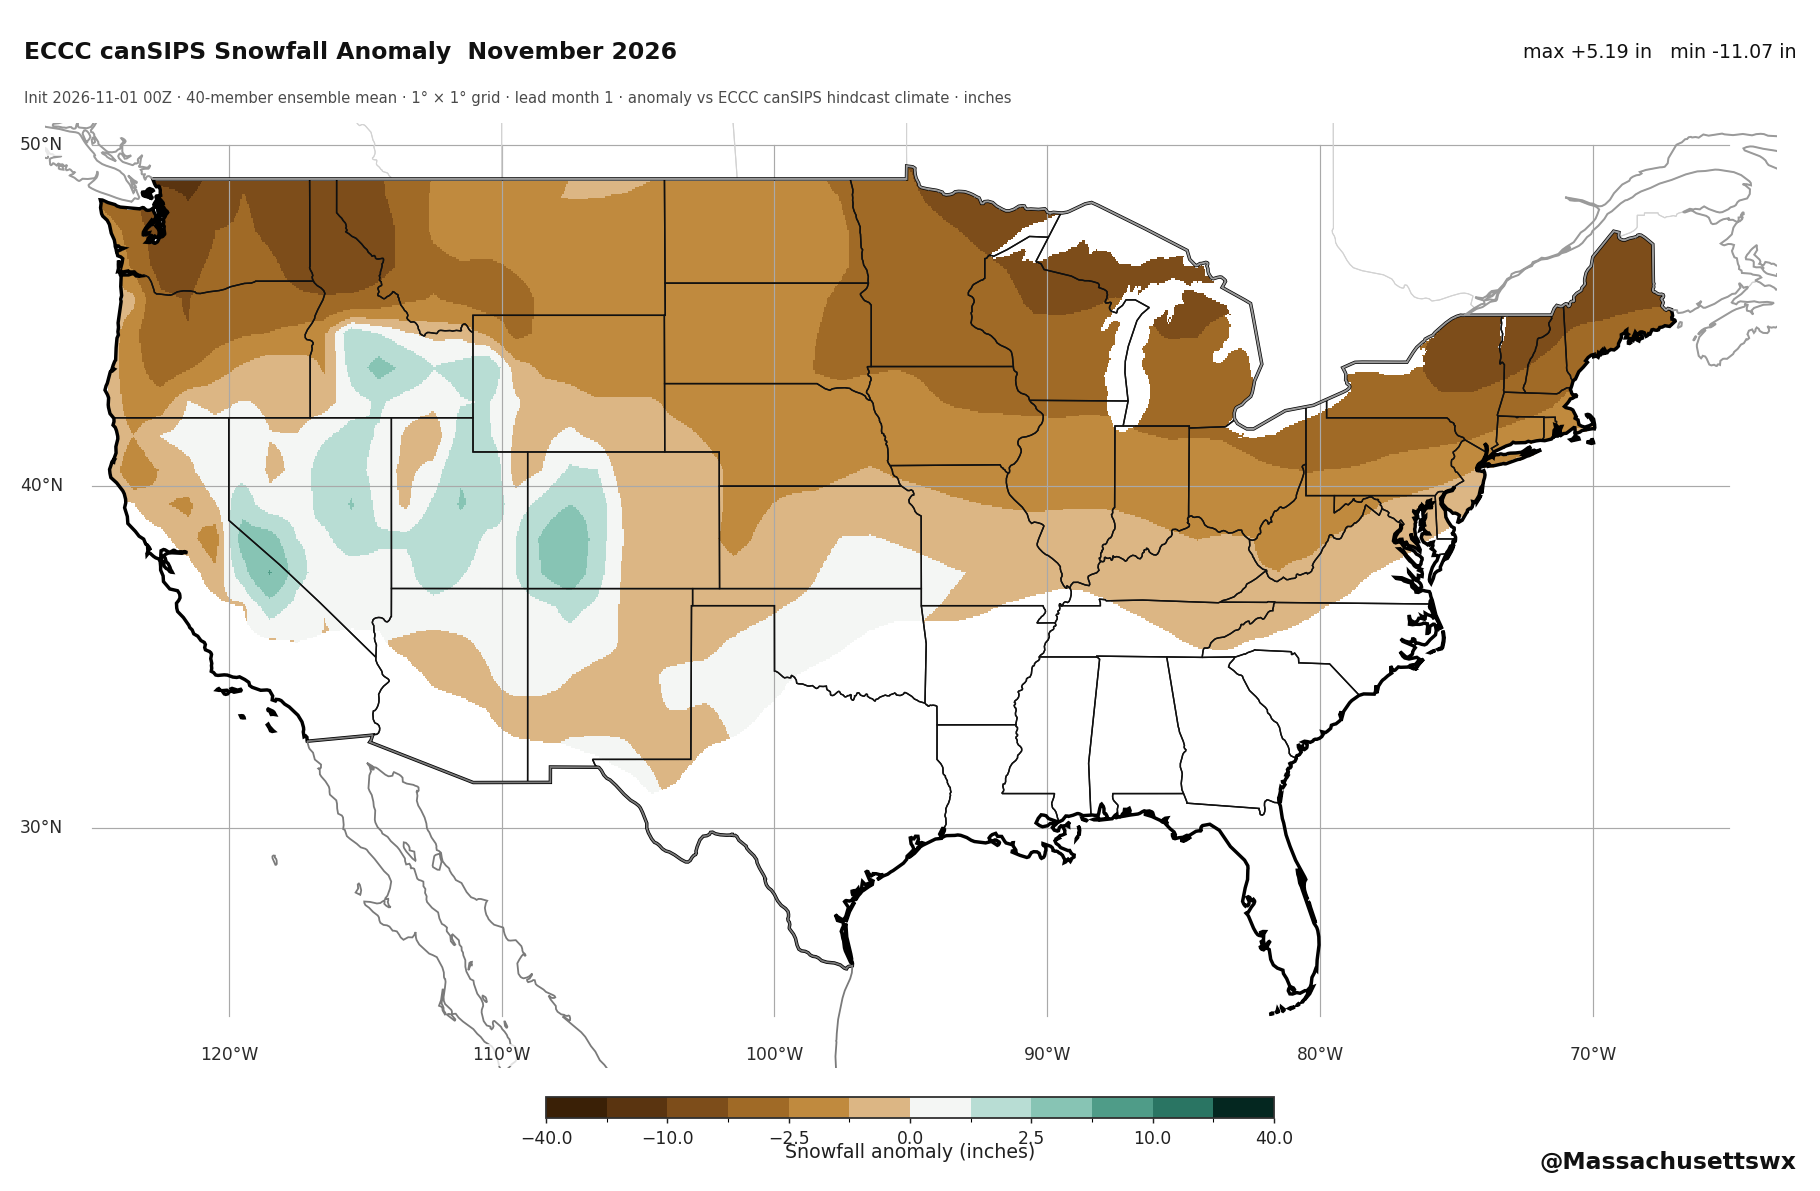 ECCC canSIPS Snowfall Anomaly  November 2026
max +5.19 in   min -11.07 in
Init 2026-11-01 00Z · 40-member ensemble mean · 1° × 1° grid · lead month 1 · anomaly vs ECCC canSIPS hindcast climate · inches
50°N
40°N
30°N
120°W
110°W
100°W
90°W
80°W
70°W
−40.0
−10.0
−2.5
0.0
2.5
10.0
40.0
Snowfall anomaly (inches)
@Massachusettswx